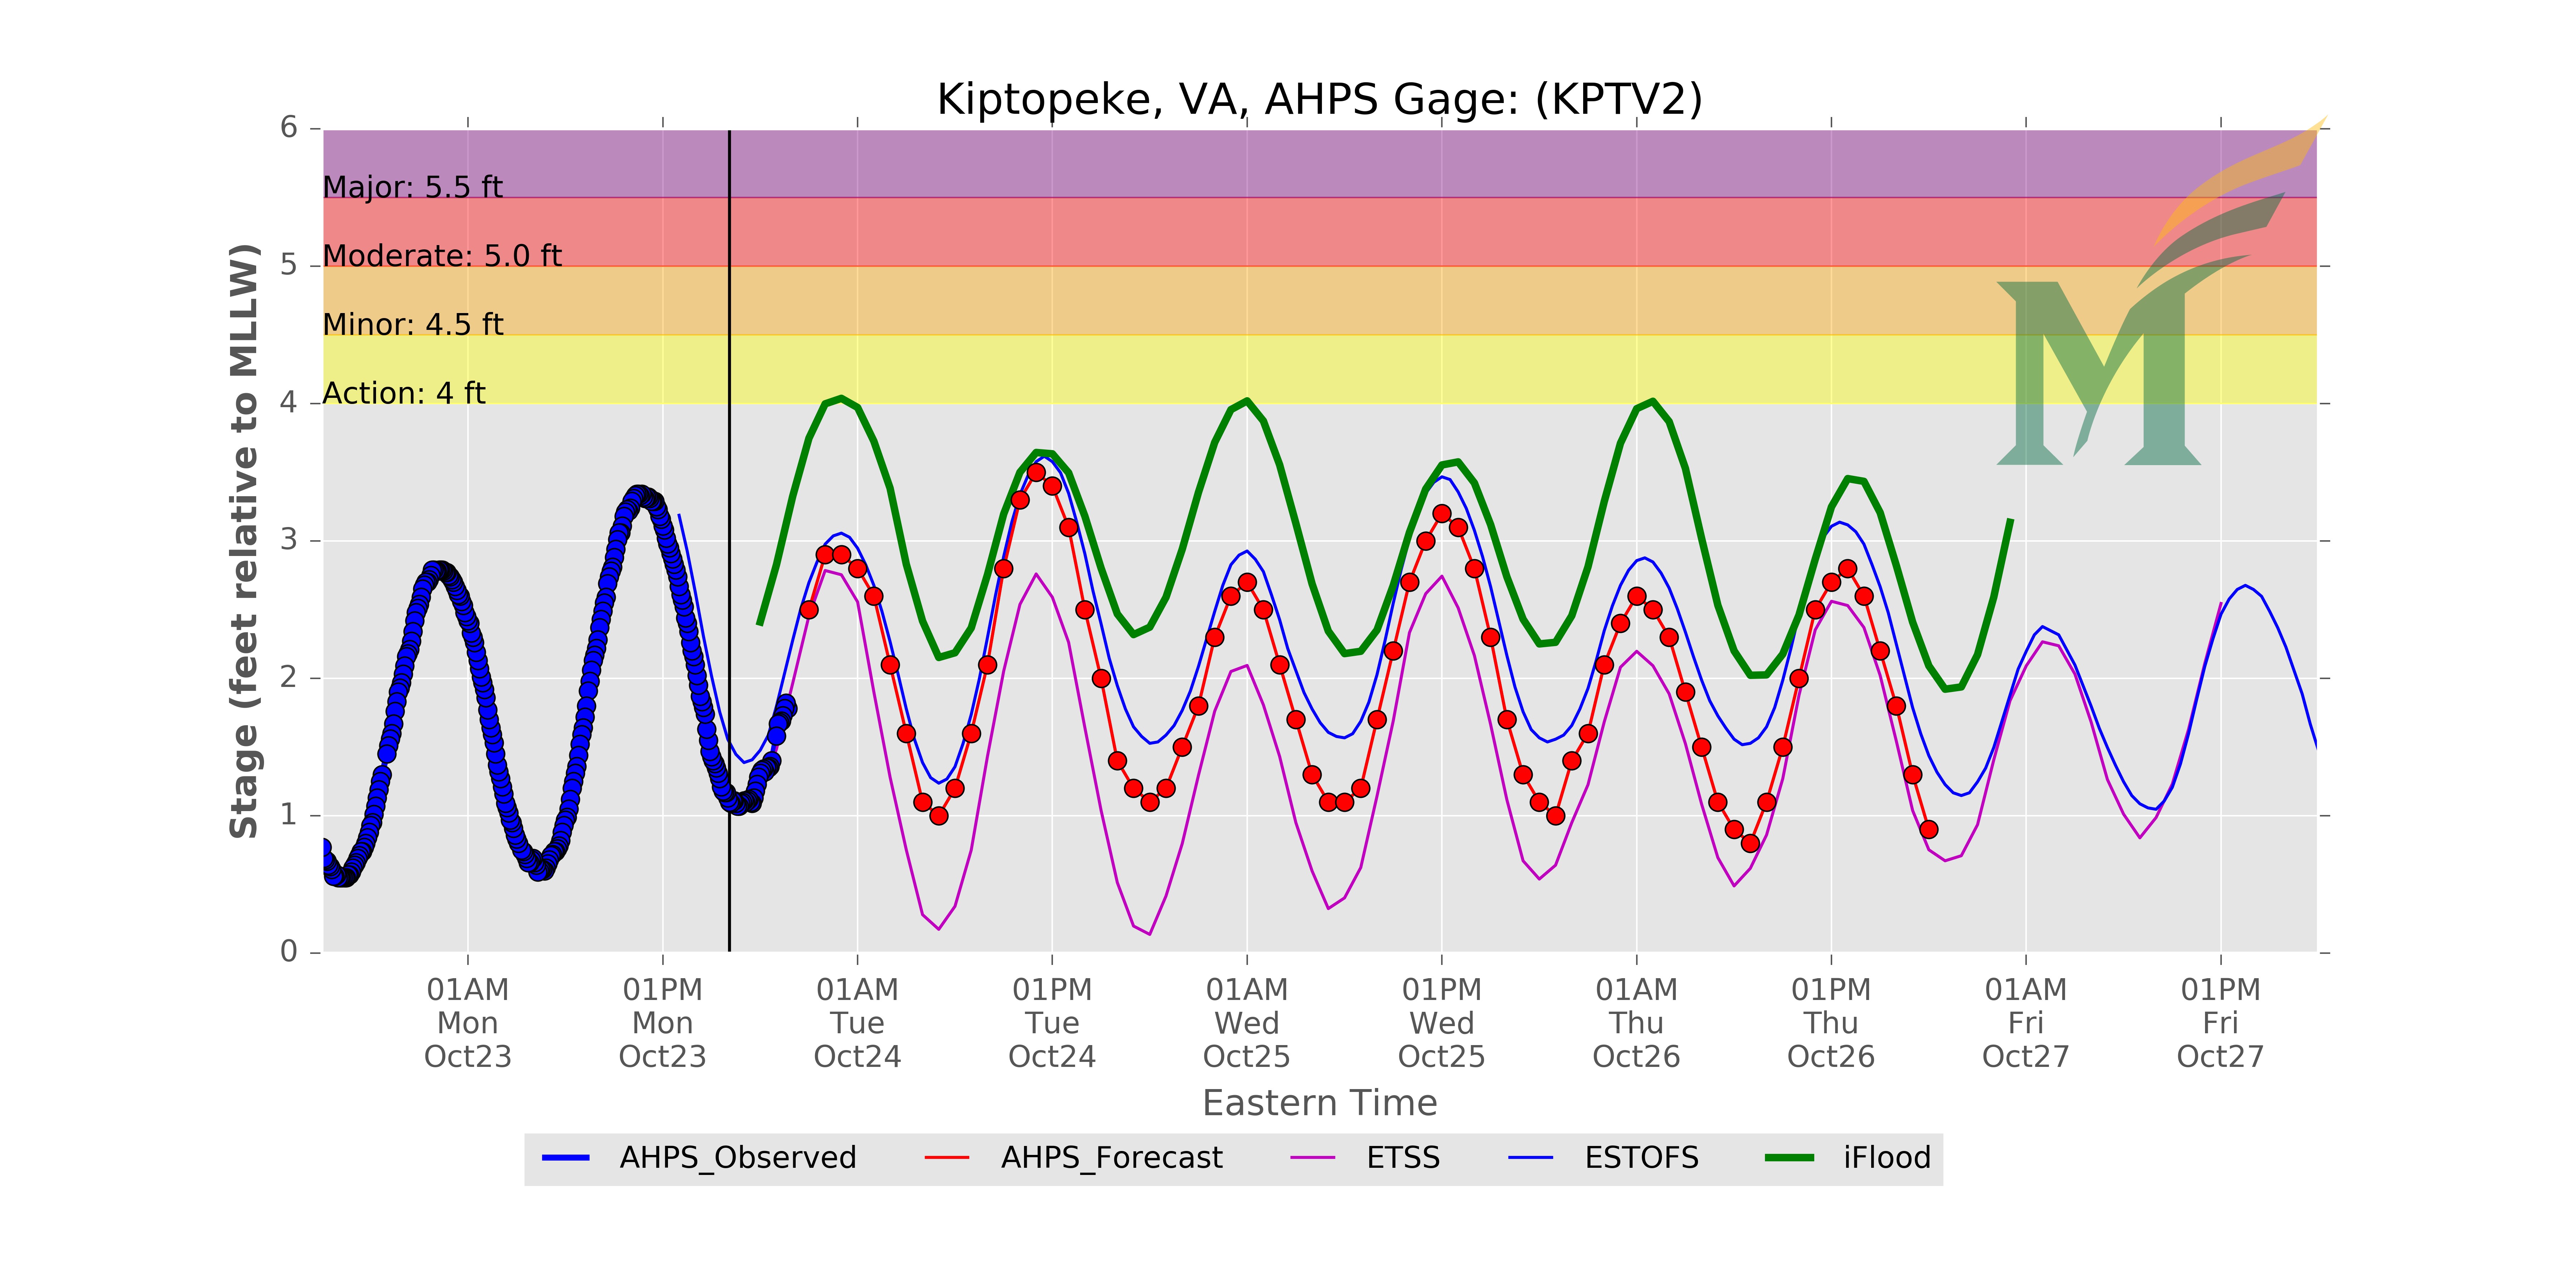 Kiptopeke, VA, AHPS Gage: (KPTV2)
Stage (feet relative to MLLW)
6
5
4
3
2
1
0
Major: 5.5 ft
Moderate: 5.0 ft
Minor: 4.5 ft
Action: 4 ft
M
01AM 01PM 01AM 01PM 01AM 01PM 01AM 01PM 01AM 01PM
Mon Mon Tue Tue Wed Wed Thu Thu Fri Fri
Oct23 Oct23 Oct24 Oct24 Oct25 Oct25 Oct26 Oct26 Oct27 Oct27
Eastern Time
AHPS_Observed AHPS_Forecast ETSS ESTOFS iFlood